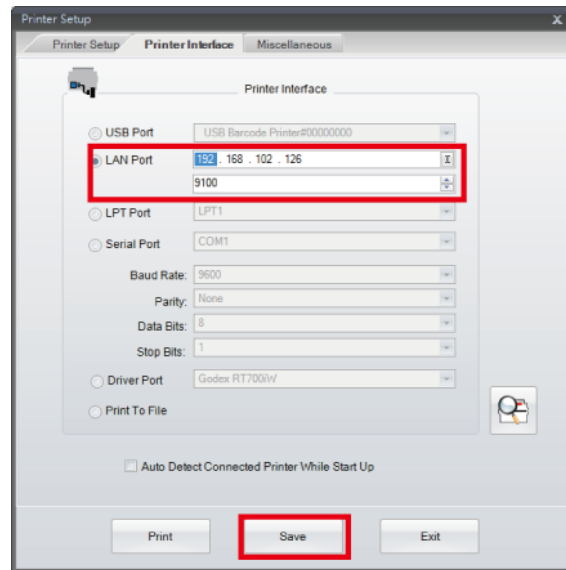 Printer Setup X
Printer Setup Printer Interface Miscellaneous
Printer Interface
USB Port USB Barcode Printer#00000000
LAN Port 192 . 168 . 102 . 126
9100
LPT Port LPT1
Serial Port COM1
Baud Rate: 9600
Parity: None
Data Bits: 8
Stop Bits: 1
Driver Port Godex RT700iW
Print To File
Auto Detect Connected Printer While Start Up
Print Save Exit